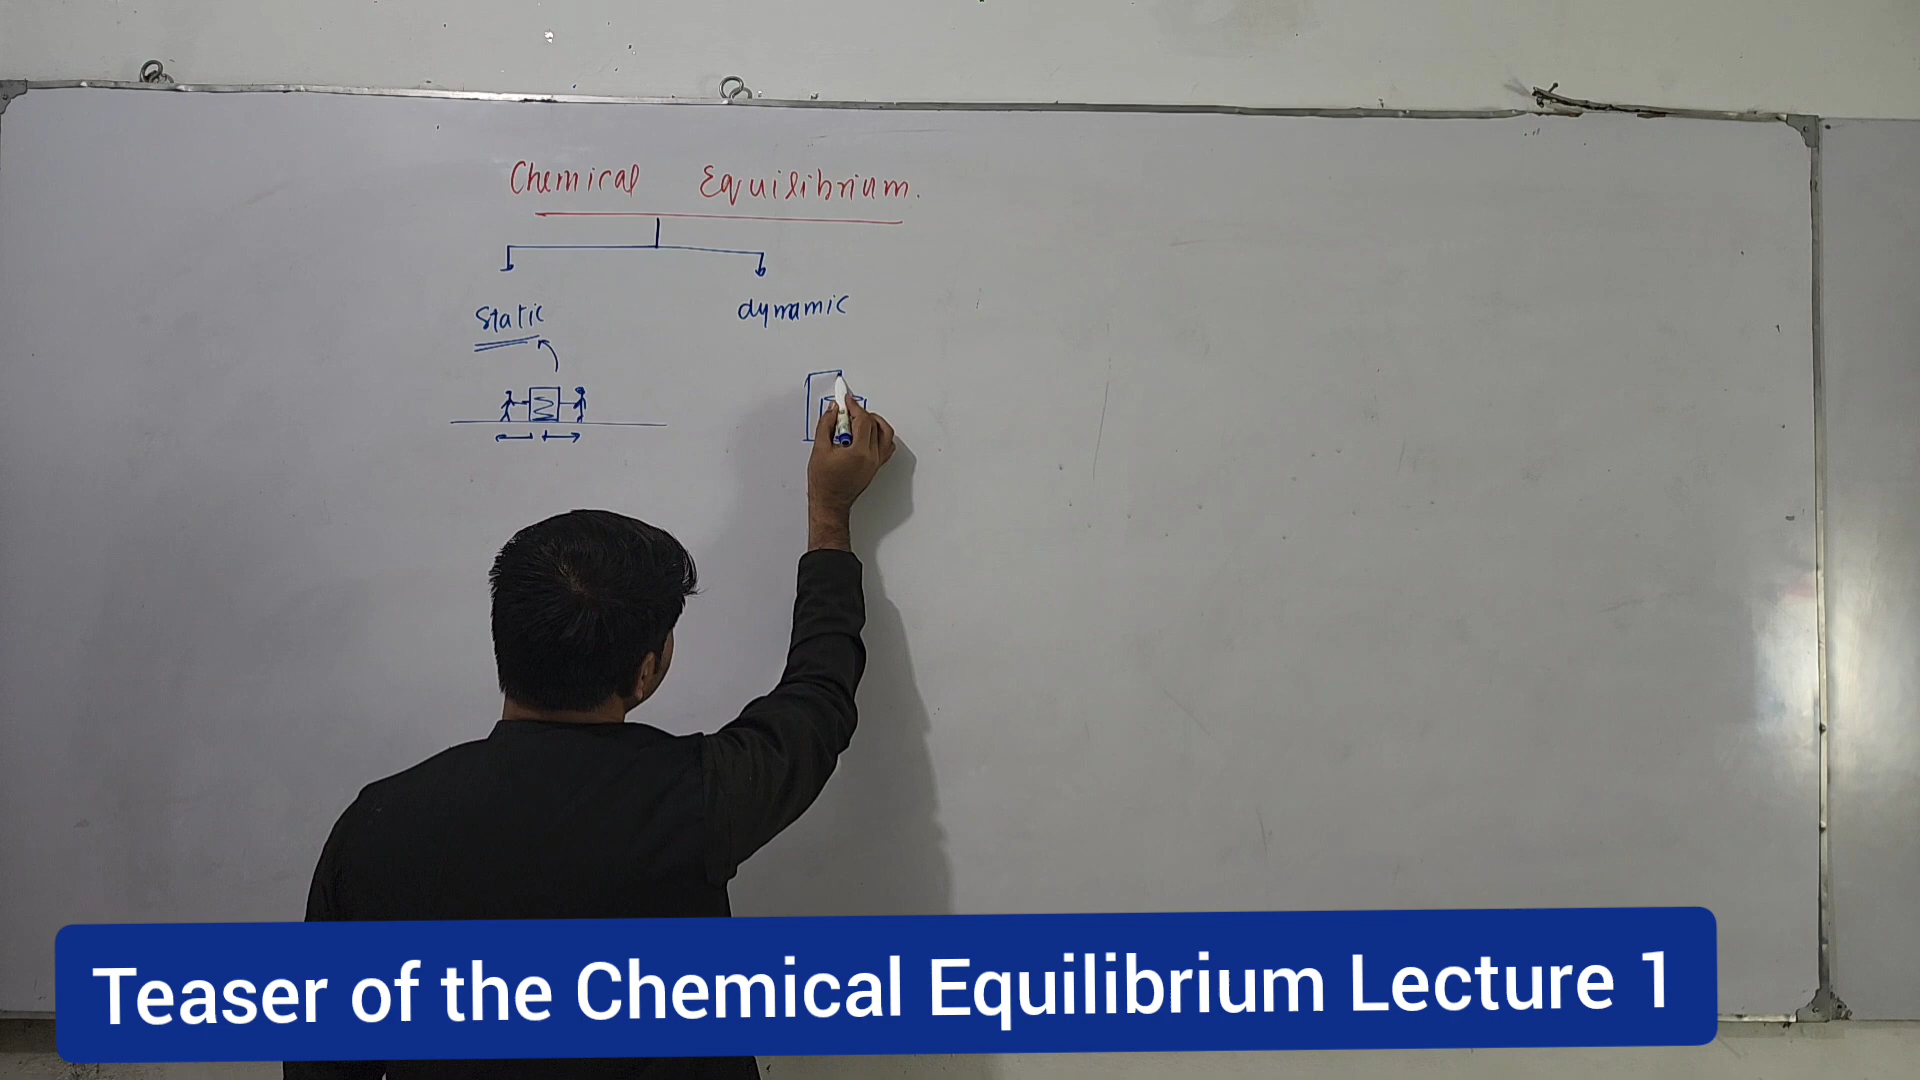 Chemical Equilibrium.
Static dynamic
Teaser of the Chemical Equilibrium Lecture 1